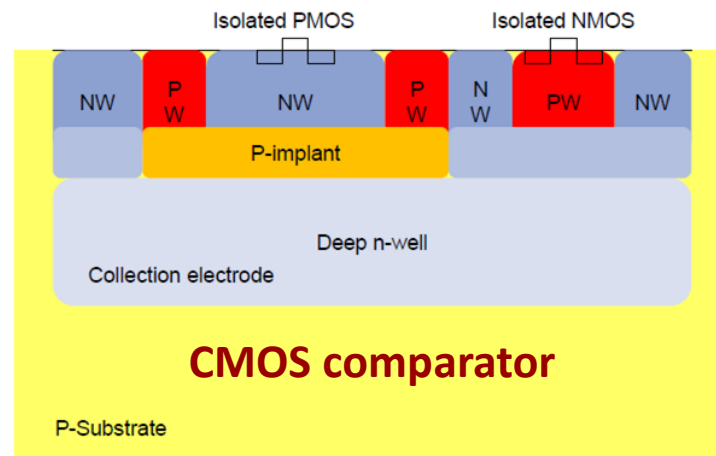 Isolated PMOS
Isolated NMOS
NW
P
W
NW
P
W
N
W
PW
NW
P-implant
Deep n-well
Collection electrode
CMOS comparator
P-Substrate